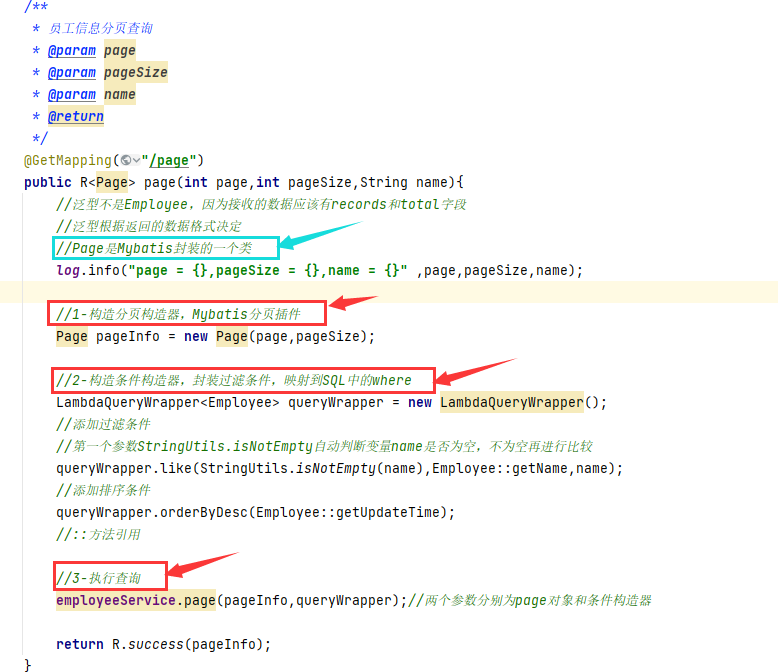 /**
* 员工信息分页查询
* @param page
* @param pageSize
* @param name
* @return
*/
@GetMapping("/page")
public R<Page> page(int page,int pageSize,String name){
//泛型不是Employee，因为接收的数据应该有records和total字段
//泛型根据返回的数据格式决定
//Page是Mybatis封装的一个类
log.info("page = {},pageSize = {},name = {}" ,page,pageSize,name);
//1-构造分页构造器，Mybatis分页插件
Page pageInfo = new Page(page,pageSize);
//2-构造条件构造器，封装过滤条件，映射到SQL中的where
LambdaQueryWrapper<Employee> queryWrapper = new LambdaQueryWrapper();
//添加过滤条件
//第一个参数StringUtils.isNotEmpty自动判断变量name是否为空，不为空再进行比较
queryWrapper.like(StringUtils.isNotEmpty(name),Employee::getName,name);
//添加排序条件
queryWrapper.orderByDesc(Employee::getUpdateTime);
//::方法引用
//3-执行查询
employeeService.page(pageInfo,queryWrapper);//两个参数分别为page对象和条件构造器
return R.success(pageInfo);
}